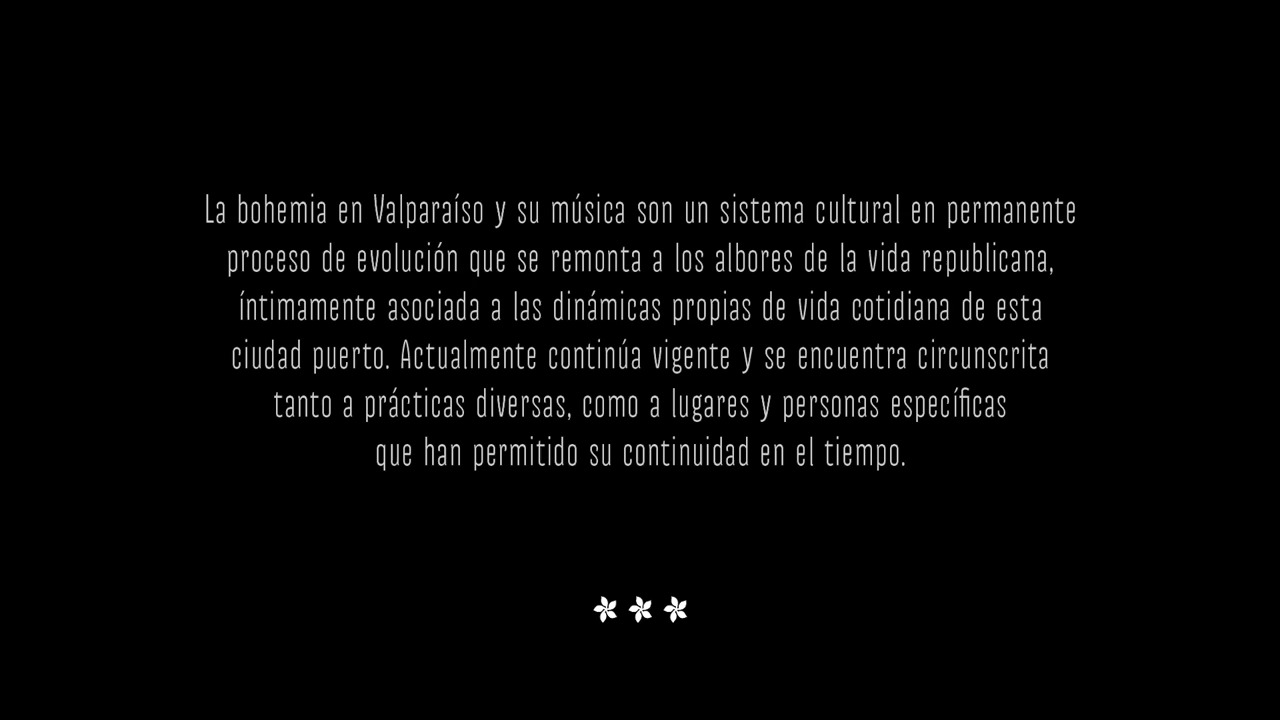 La bohemia en Valparaíso y su música son un sistema cultural en permanente
proceso de evolución que se remonta a los albores de la vida republicana,
íntimamente asociada a las dinámicas propias de vida cotidiana de esta
ciudad puerto. Actualmente continúa vigente y se encuentra circunscrita
tanto a prácticas diversas, como a lugares y personas específicas
que han permitido su continuidad en el tiempo.